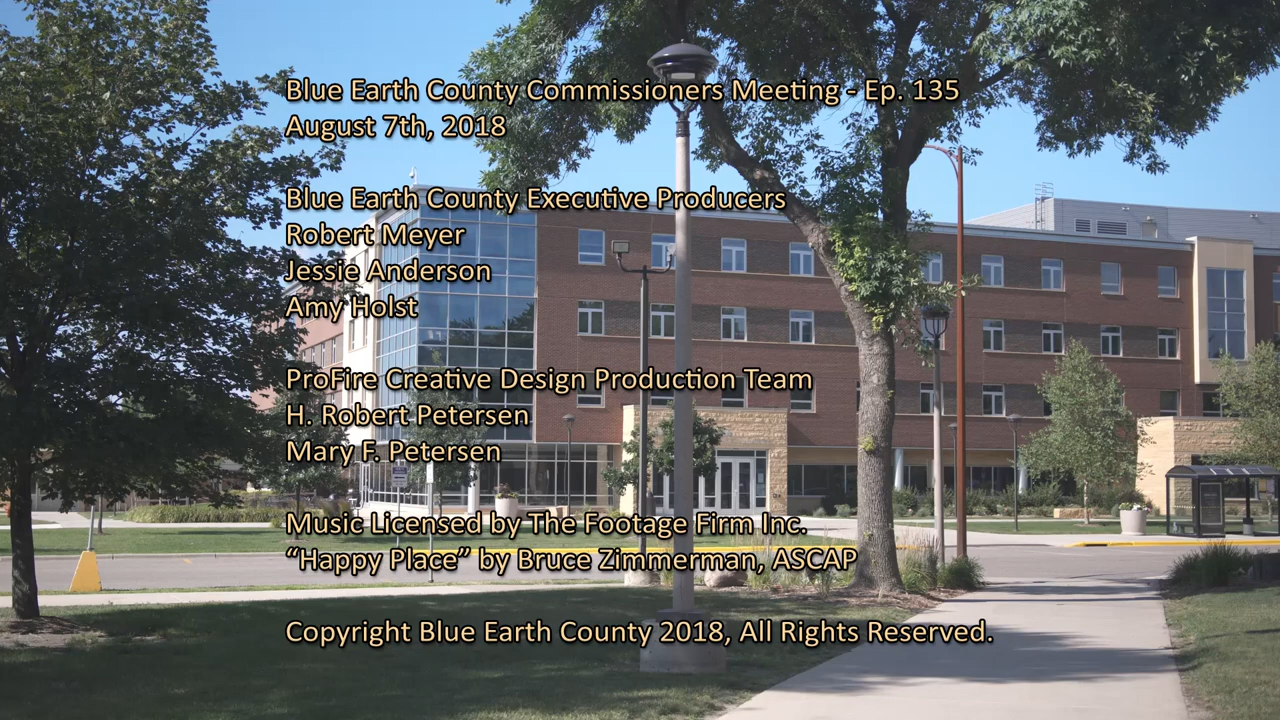 Blue Earth County Commissioners Meeting - Ep. 135
August 7th, 2018
Blue Earth County Executive Producers
Robert Meyer
Jessie Anderson
Amy Holst
ProFire Creative Design Production Team
H. Robert Petersen
Mary F. Petersen
Music Licensed by The Footage Firm Inc.
“Happy Place” by Bruce Zimmerman, ASCAP
Copyright Blue Earth County 2018, All Rights Reserved.